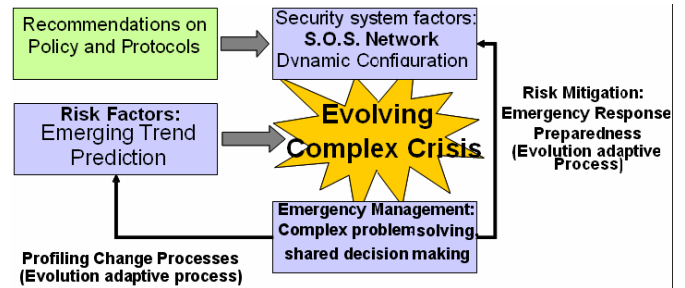 Recommendations on
Policy and Protocols
Security system factors:
S.O.S. Network
Dynamic Configuration
Risk Factors:
Emerging Trend
Prediction
Evolving
Complex Crisis
Risk Mitigation:
Emergency Response
Preparedness
(Evolution adaptive
Process)
Emergency Management:
Complex problem solving,
shared decision making
Profiling Change Processes
(Evolution adaptive process)